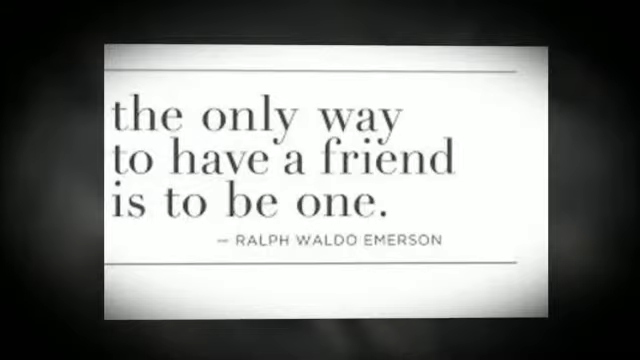 the only way
to have a friend
is to be one.
— RALPH WALDO EMERSON